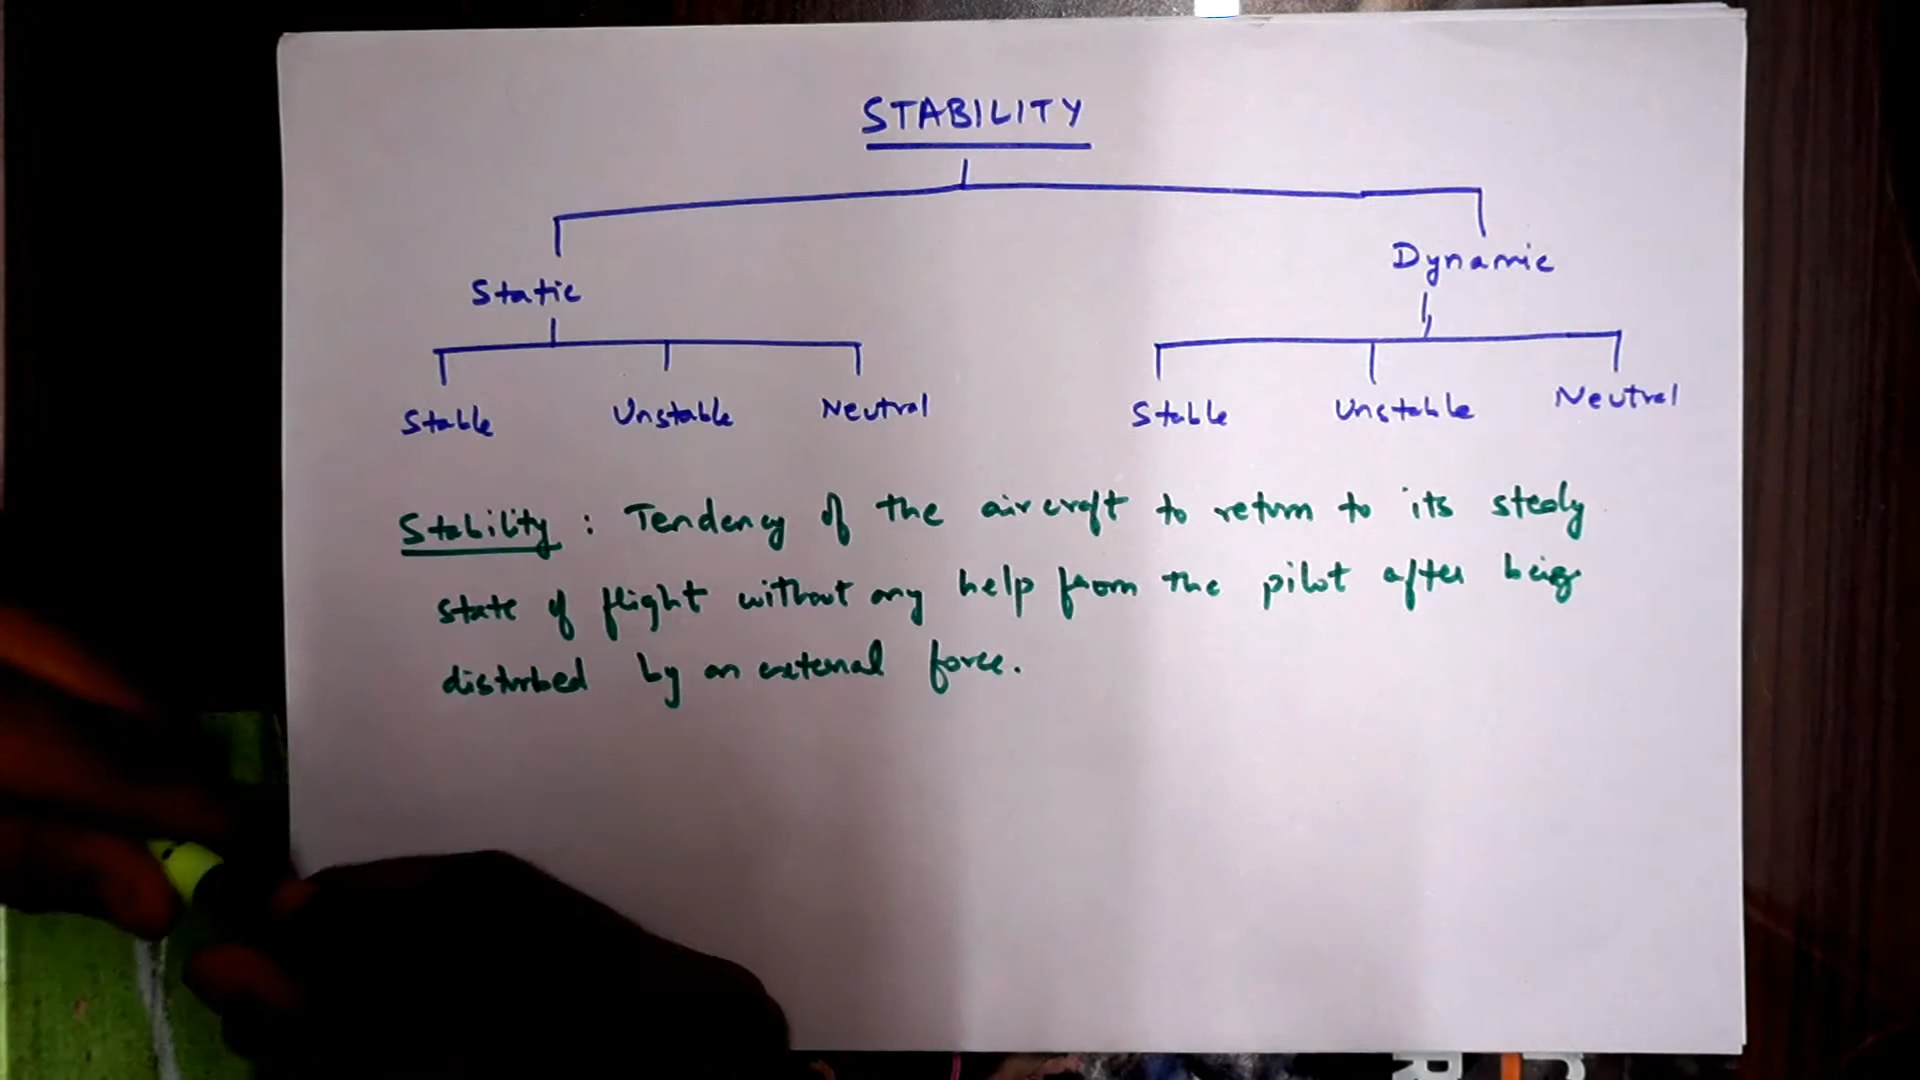 STABILITY
Static
Dynamic
Stable Unstable Neutral
Stable Unstable Neutral
Stability : Tendency of the aircraft to return to its steady
state of flight without any help from the pilot after being
disturbed by an external force.